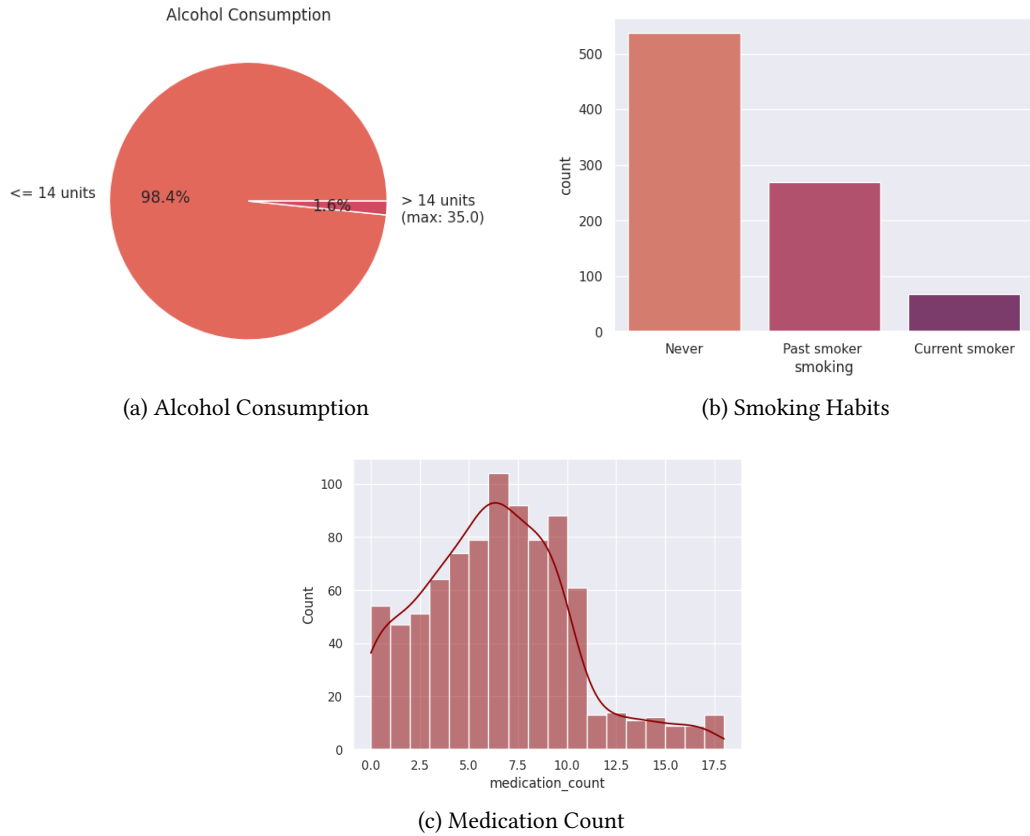 Alcohol Consumption
<= 14 units
98.4%
1.6%
> 14 units
(max: 35.0)
(a) Alcohol Consumption
500
400
300
200
100
0
count
Never
Past smoker
Current smoker
smoking
(b) Smoking Habits
100
80
60
40
20
0
Count
0.0 2.5 5.0 7.5 10.0 12.5 15.0 17.5
medication_count
(c) Medication Count